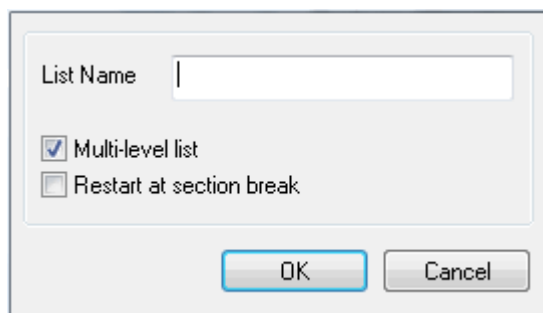 List Name
Multi-level list
Restart at section break
OK Cancel